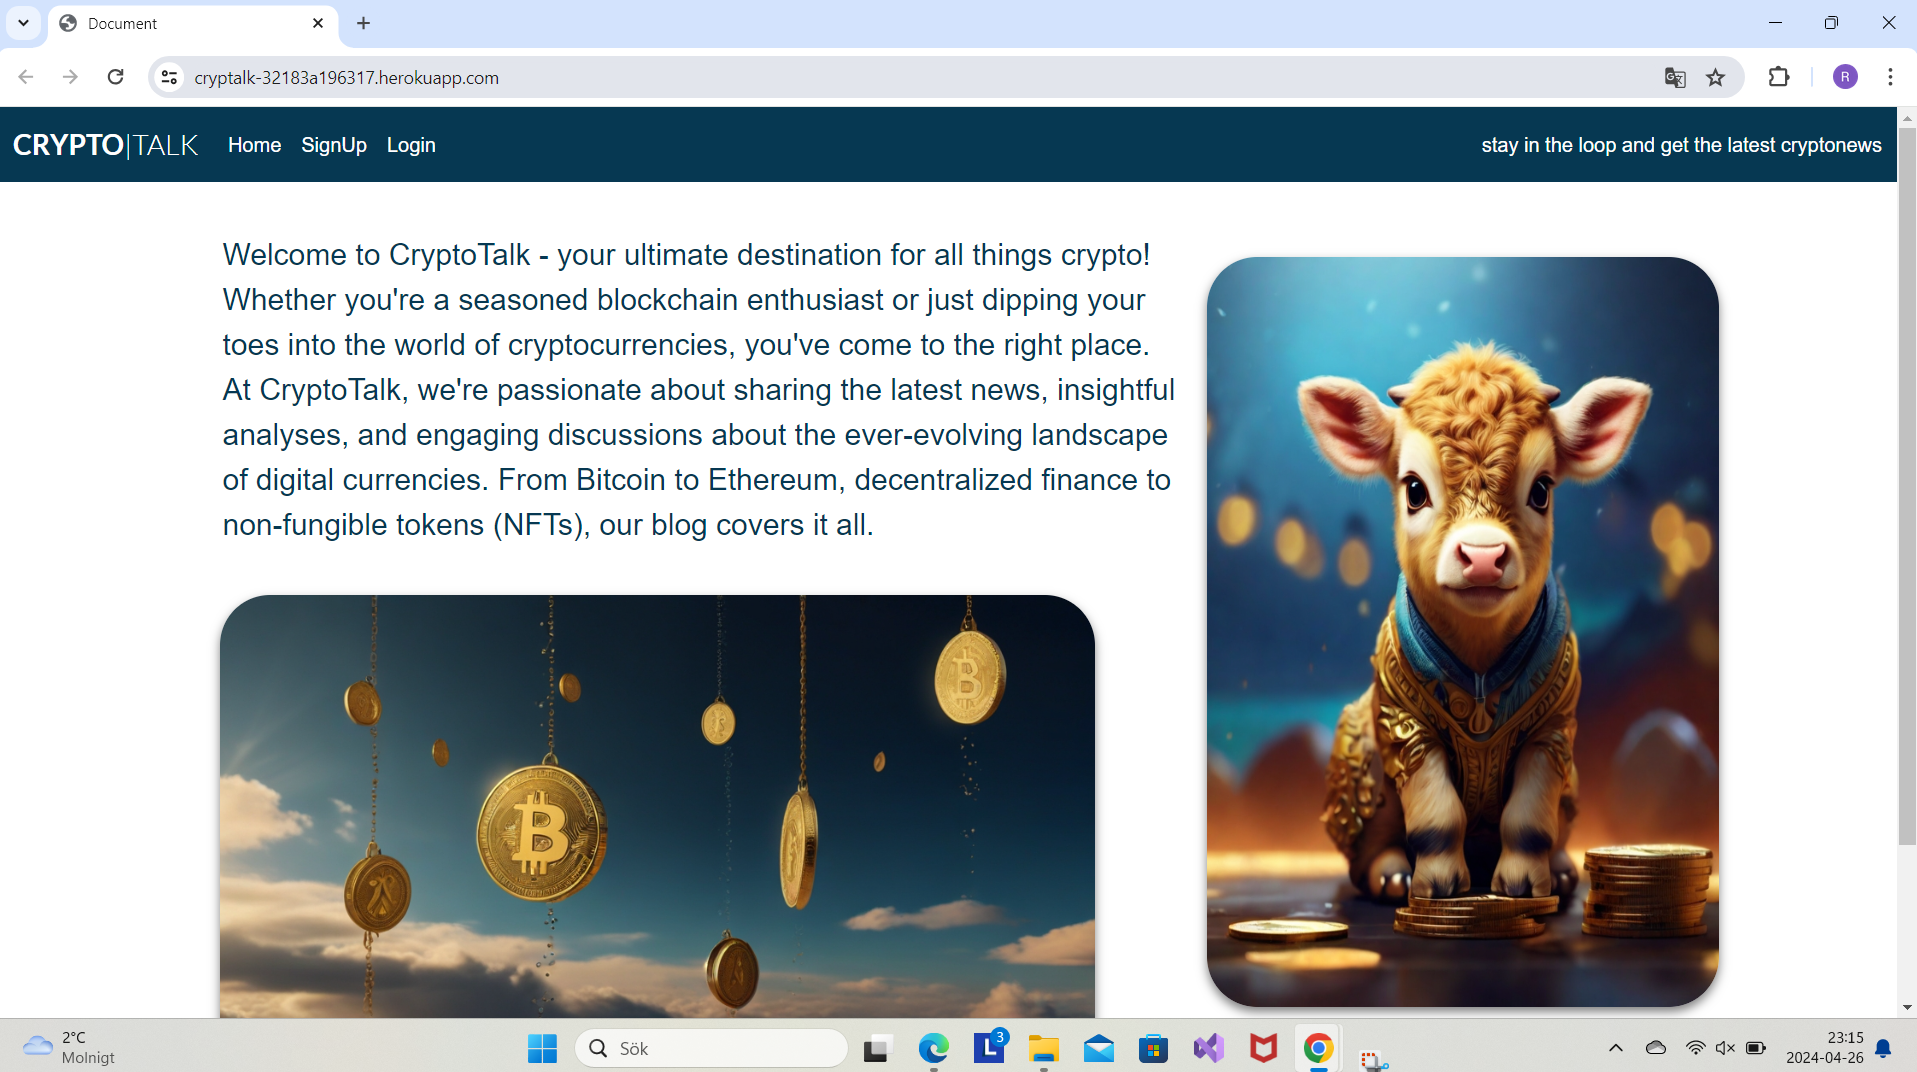 Document
cryptalk-32183a196317.herokuapp.com
R
CRYPTO|TALK
Home
SignUp
Login
stay in the loop and get the latest cryptonews
Welcome to CryptoTalk - your ultimate destination for all things crypto!
Whether you're a seasoned blockchain enthusiast or just dipping your
toes into the world of cryptocurrencies, you've come to the right place.
At CryptoTalk, we're passionate about sharing the latest news, insightful
analyses, and engaging discussions about the ever-evolving landscape
of digital currencies. From Bitcoin to Ethereum, decentralized finance to
non-fungible tokens (NFTs), our blog covers it all.
2°C
Molnigt
Sök
L
3
23:15
2024-04-26